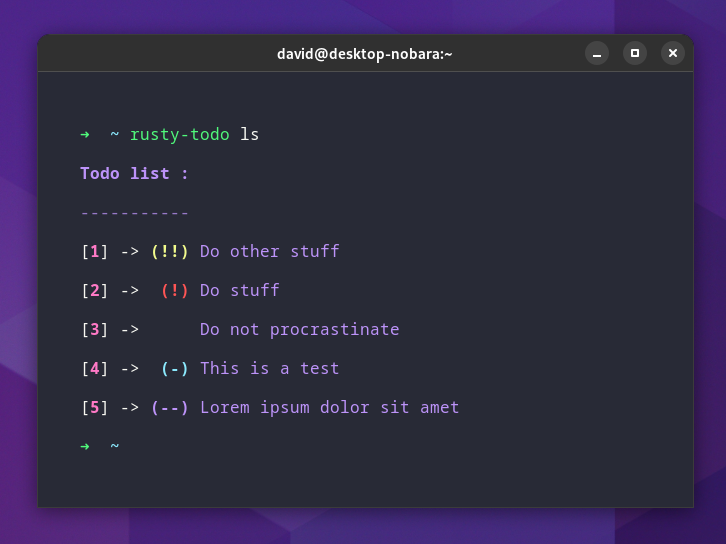 david@desktop-nobara:~
➜  ~ rusty-todo ls
Todo list :
-----------
[1] -> (!!) Do other stuff
[2] ->  (!) Do stuff
[3] ->      Do not procrastinate
[4] ->  (-) This is a test
[5] -> (--) Lorem ipsum dolor sit amet
➜  ~